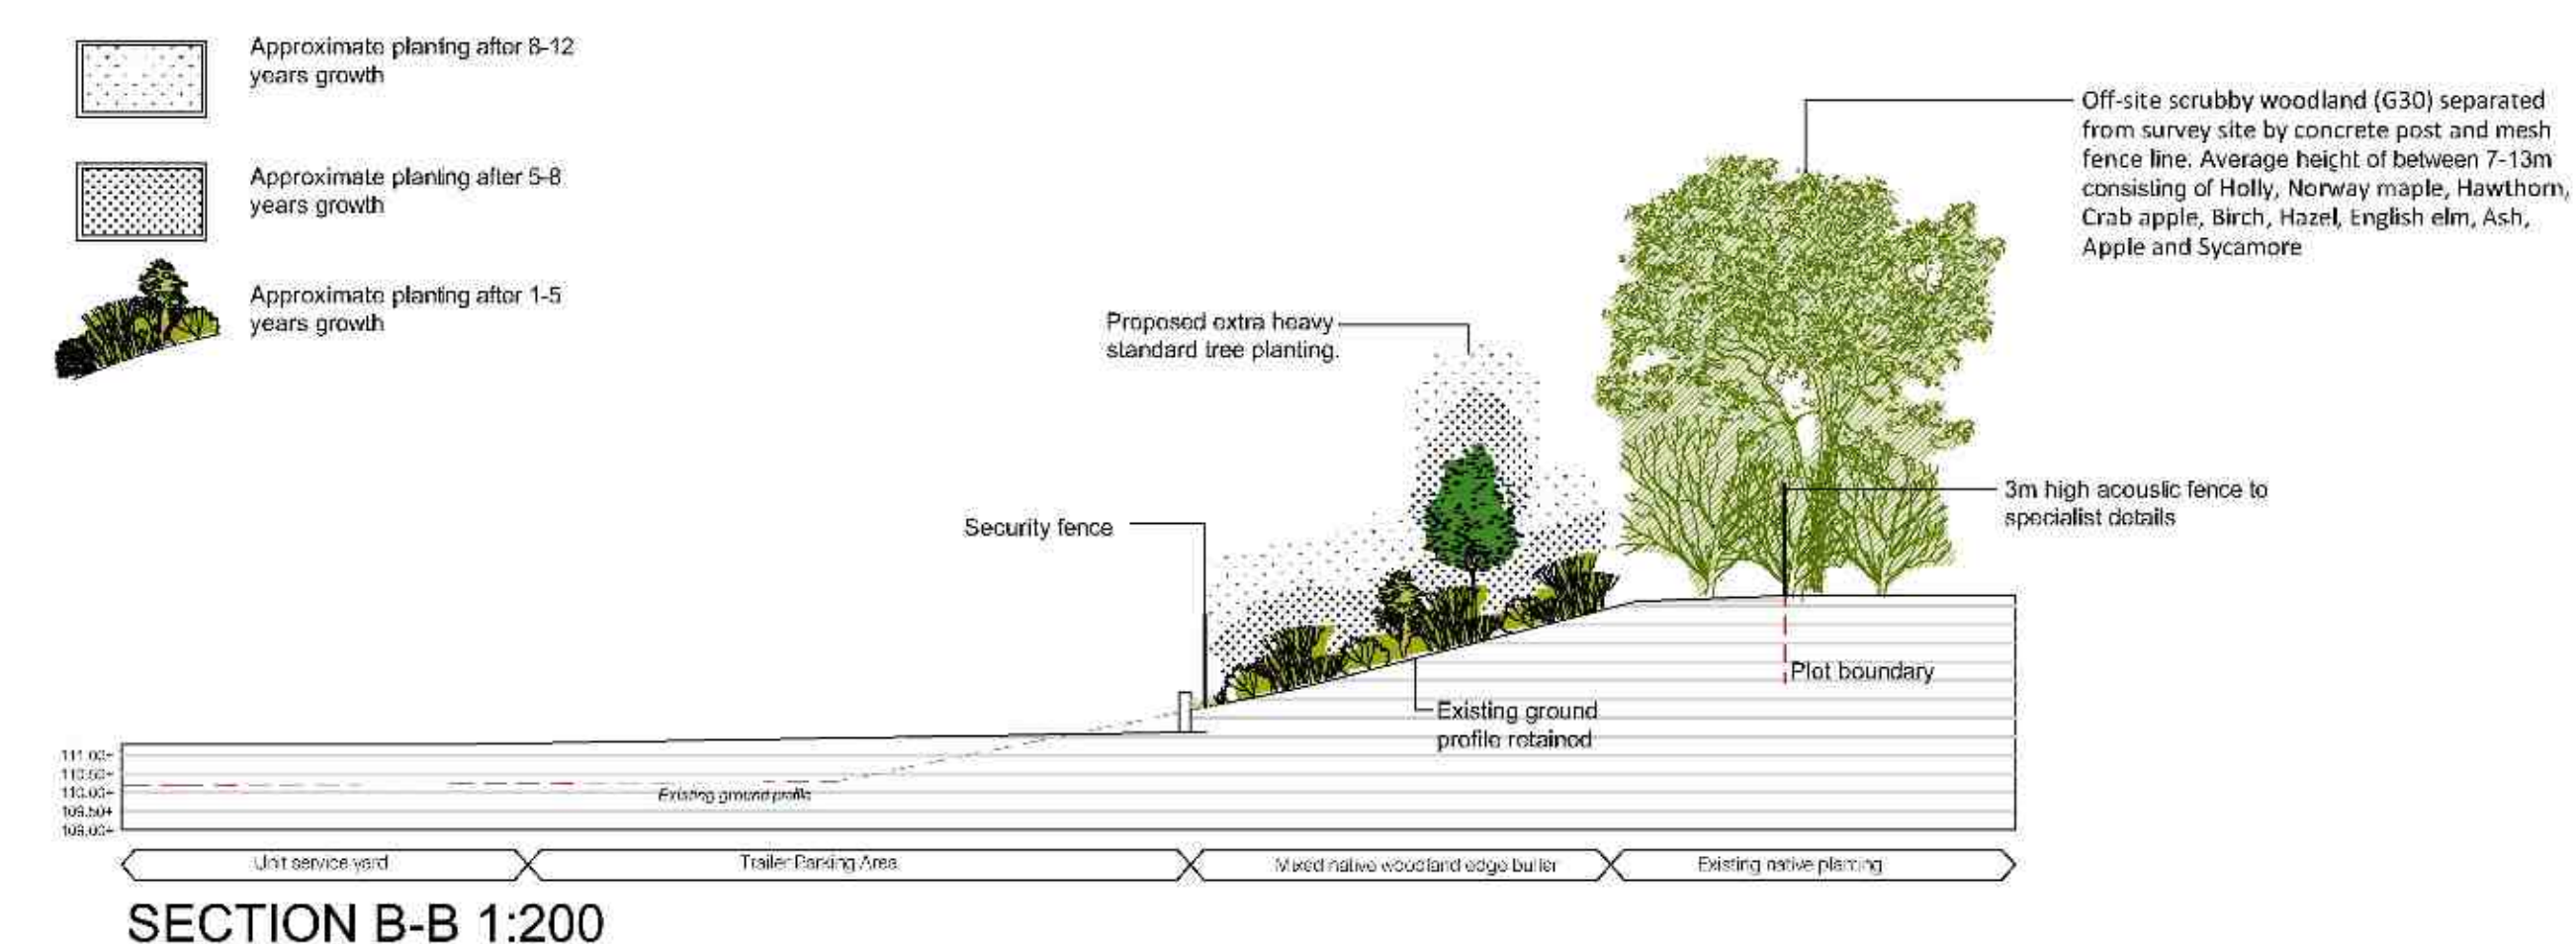 Approximate planting after 8-12
years growth
Approximate planting after 5-8
years growth
Approximate planting after 1-5
years growth
Off-site scrubby woodland (G30) separated
from survey site by concrete post and mesh
fence line. Average height of between 7-13m
consisting of Holly, Norway maple, Hawthorn,
Crab apple, Birch, Hazel, English elm, Ash,
Apple and Sycamore
Proposed extra heavy
standard tree planting.
Security fence
3m high acoustic fence to
specialist details
Plot boundary
Existing ground
profile retained
111.00+
110.50+
110.00+
109.50+
109.00+
Existing ground profile
Unit service yard
Trailer Parking Area
Mixed native woodland edge buffer
Existing native planting
SECTION B-B 1:200